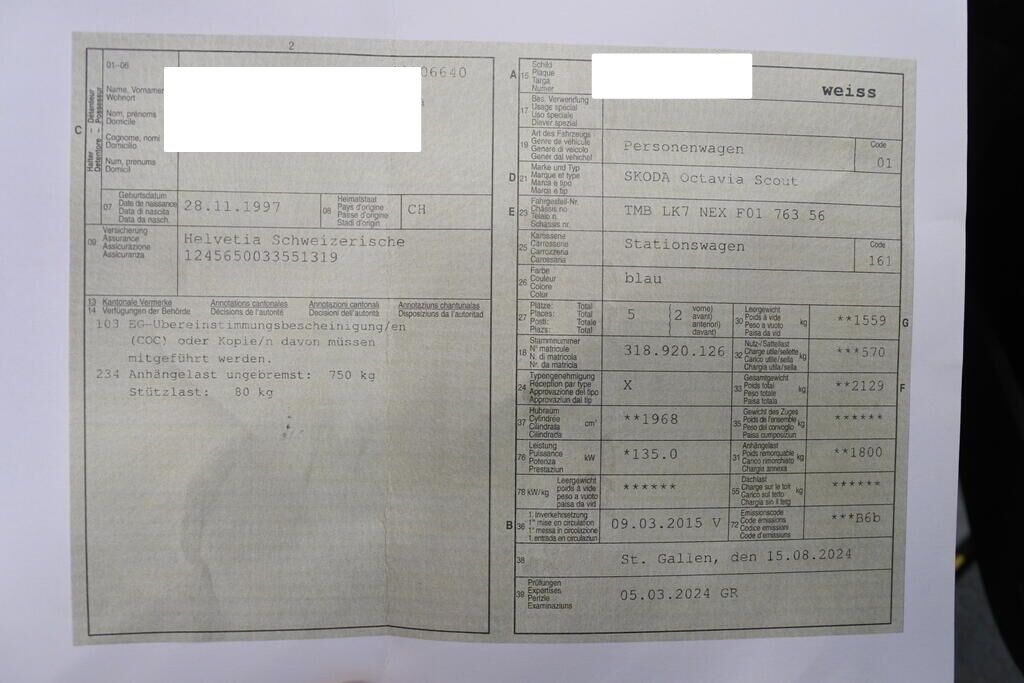 2
01-06
06640
Name, Vornamen
Wohnort
Nom, prénoms
Domicile
Cognome, nomi
Domicilio
Num, prenums
Domicil
C
Halter – Détenteur
Detentore – Possessur
07
Geburtsdatum
Date de naissance
Data di nascita
Data da nasch.
28.11.1997
08
Heimatstaat
Pays d'origine
Passe d'origine
Stadi d'origin
CH
09
Versicherung
Assurance
Assicurazione
Assicuranza
Helvetia Schweizerische
1245650033551319
13 Kantonale Vermerke Annotations cantonales Annotazioni cantonali Annotaziuns chantunalas
14 Verfügungen der Behörde Décisions de l'autorité Decisioni dell'autorità Disposiziuns da l'autoritad
103 EG-Übereinstimmungsbescheinigung/en
(COC) oder Kopie/n davon müssen
mitgeführt werden.
234 Anhängelast ungebremst: 750 kg
Stützlast: 80 kg
A
15
Schild
Plaque
Targa
Numer
weiss
17
Bes. Verwendung
Usage spécial
Uso speciale
Diever spezial
19
Art des Fahrzeugs
Genre de véhicule
Genere di veicolo
Gener dal vehichel
Personenwagen
Code
01
D
21
Marke und Typ
Marque et type
Marca e tipo
Marca e tip
SKODA Octavia Scout
E
23
Fahrgestell-Nr.
Châssis no
Telaio n.
Schassis nr.
TMB LK7 NEX F01 763 56
25
Karosserie
Carrosserie
Carrozzeria
Carossaria
Stationswagen
Code
161
26
Farbe
Couleur
Colore
Colur
blau
27
Plätze: Total
Places: Total
Posti: Totale
Plazs: Total
5
(2
vorne)
avant)
anteriori)
davant)
30
Leergewicht
Poids à vide
Peso a vuoto
Paisa da vid
kg
**1559
G
18
Stammnummer
N° matricule
N. di matricola
Nr. da matricla
318.920.126
32
Nutz-/Sattellast
Charge utile/sellette
Carico utile/sella
Chargia utila/sella
kg
***570
24
Typengenehmigung
Réception par type
Approvazione del tipo
Approvaziun dal tip
X
33
Gesamtgewicht
Poids total
Peso totale
Paisa totala
kg
**2129
F
37
Hubraum
Cylindrée
Cilindrata
Cilindrada
cm³
**1968
35
Gewicht des Zuges
Poids de l'ensemble
Peso del convoglio
Paisa cumposiziun
kg
******
76
Leistung
Puissance
Potenza
Prestaziun
kW
*135.0
31
Anhängelast
Poids remorquable
Carico rimorchiato
Chargia annexa
kg
**1800
78 kW/kg
Leergewicht
poids à vide
peso a vuoto
paisa da vid
******
55
Dachlast
Charge sur le toit
Carico sul tetto
Chargia sin il tetg
kg
******
B
36
1. Inverkehrsetzung
1re mise en circulation
1a messa in circolazione
1. entrada en circulaziun
09.03.2015 V
72
Emissionscode
Code émissions
Codice emissioni
Code d'emissiuns
***B6b
38
St. Gallen, den 15.08.2024
39
Prüfungen
Expertises
Perizie
Examinaziuns
05.03.2024 GR